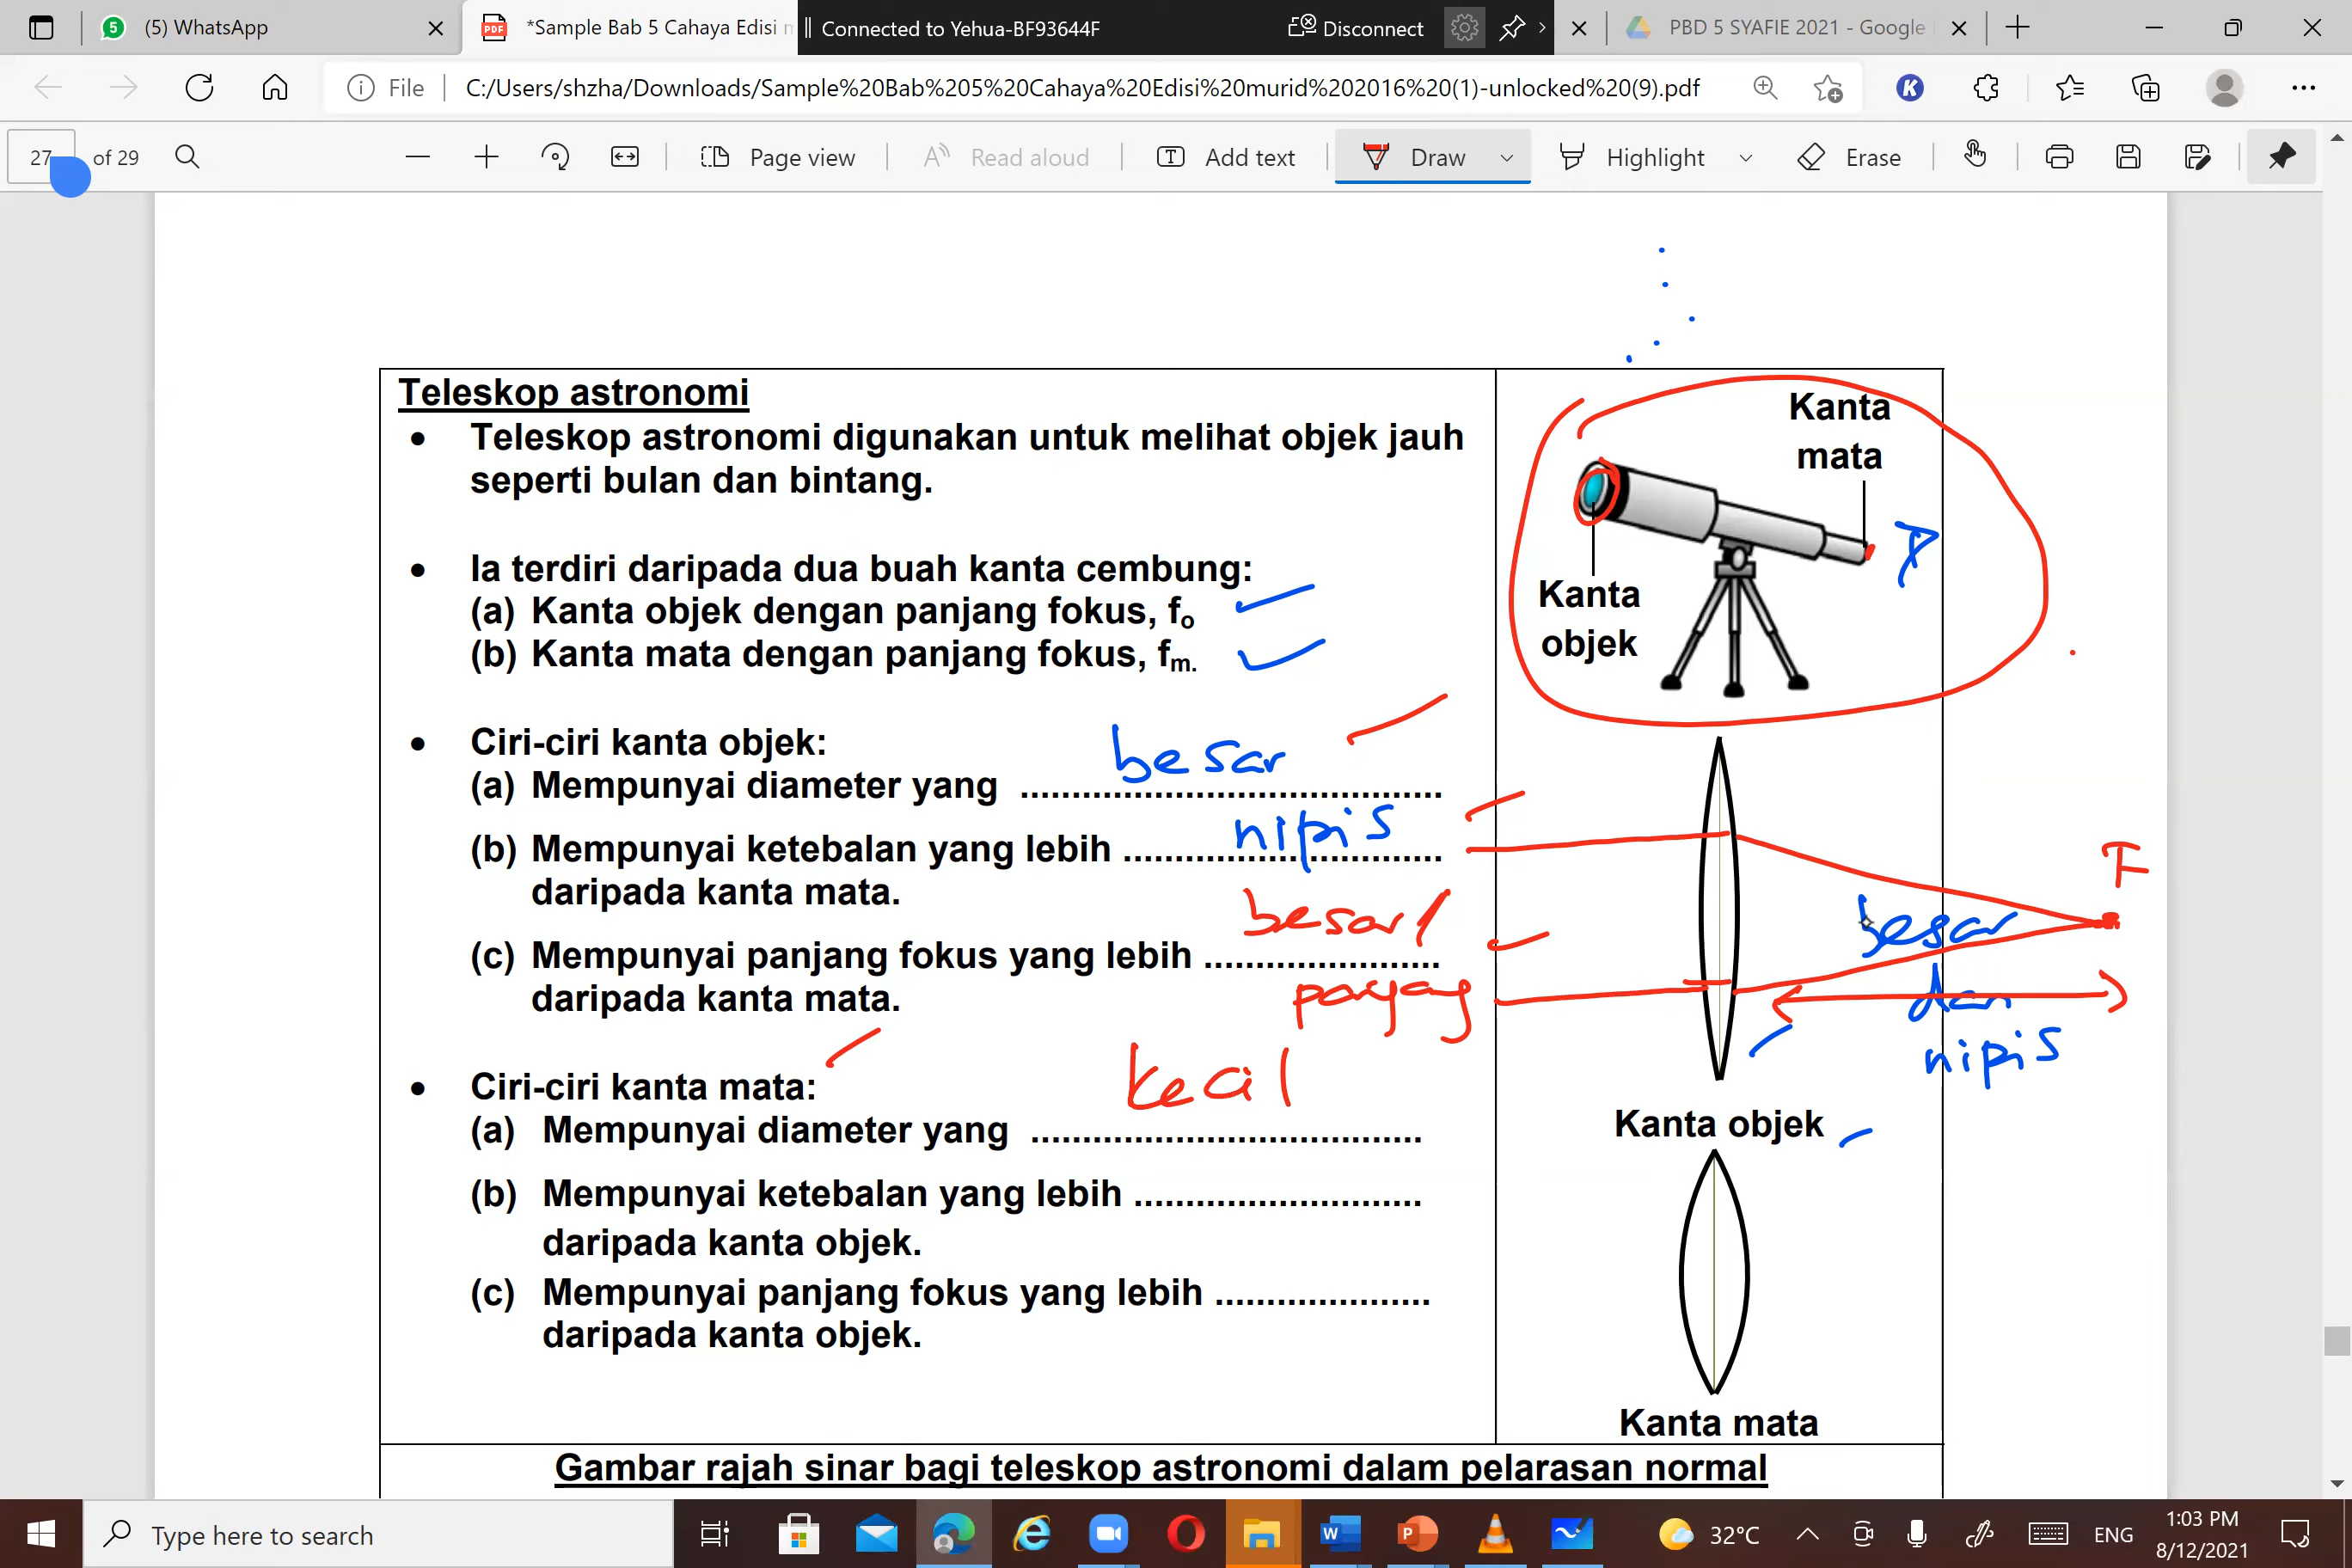 5 (5) WhatsApp
*Sample Bab 5 Cahaya Edisi m
Connected to Yehua-BF93644F
Disconnect
PBD 5 SYAFIE 2021 - Google
File C:/Users/shzha/Downloads/Sample%20Bab%205%20Cahaya%20Edisi%20murid%202016%20(1)-unlocked%20(9).pdf
K
27 of 29
Page view
Read aloud
Add text
Draw
Highlight
Erase
Teleskop astronomi
• Teleskop astronomi digunakan untuk melihat objek jauh
seperti bulan dan bintang.
• Ia terdiri daripada dua buah kanta cembung:
(a) Kanta objek dengan panjang fokus, fo
(b) Kanta mata dengan panjang fokus, fm.
• Ciri-ciri kanta objek:
besar
(a) Mempunyai diameter yang .........................................
nipis
(b) Mempunyai ketebalan yang lebih ...............................
daripada kanta mata.
besar /
(c) Mempunyai panjang fokus yang lebih .......................
daripada kanta mata.
• Ciri-ciri kanta mata:
kecil
(a) Mempunyai diameter yang ......................................
(b) Mempunyai ketebalan yang lebih ............................
daripada kanta objek.
(c) Mempunyai panjang fokus yang lebih .....................
daripada kanta objek.
Kanta
mata
Kanta
objek
F
besar
dan
nipis
Kanta objek
Kanta mata
Gambar rajah sinar bagi teleskop astronomi dalam pelarasan normal
Type here to search
32°C
ENG
1:03 PM
8/12/2021